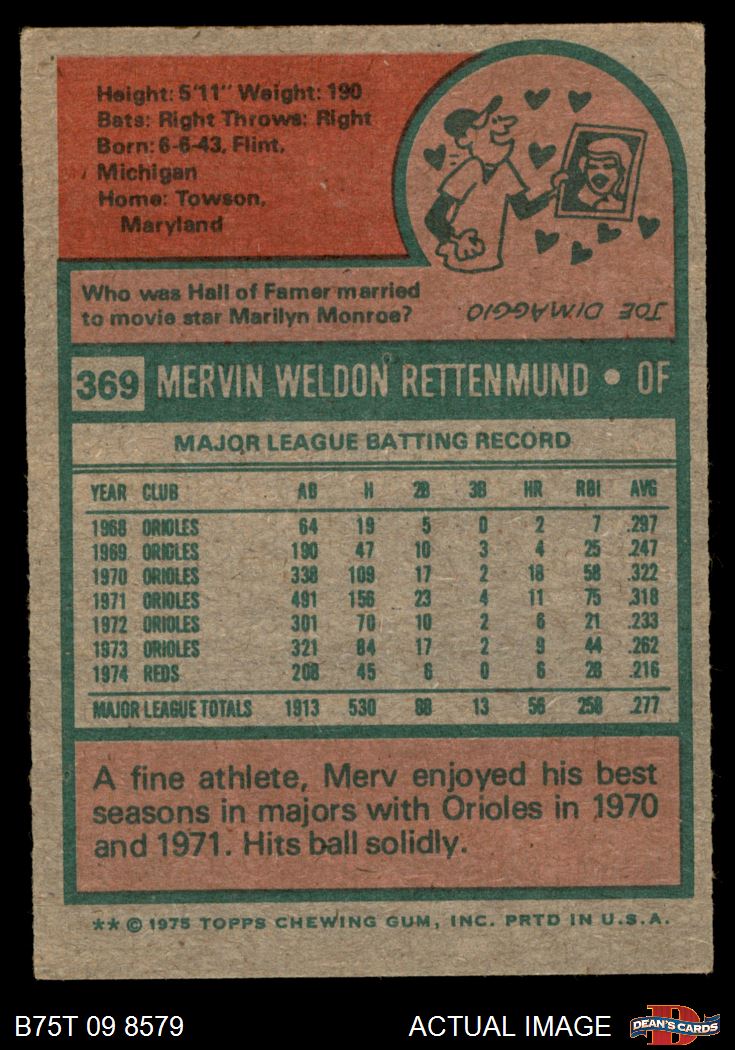 Height: 5'11" Weight: 190
Bats: Right Throws: Right
Born: 6-6-43, Flint,
Michigan
Home: Towson,
Maryland
Who was Hall of Famer married
to movie star Marilyn Monroe?
JOE DIMAGGIO
369 MERVIN WELDON RETTENMUND • OF
MAJOR LEAGUE BATTING RECORD
YEAR CLUB AB H 2B 3B HR RBI AVG
1968 ORIOLES 64 19 5 0 2 7 .297
1969 ORIOLES 190 47 10 3 4 25 .247
1970 ORIOLES 338 109 17 2 18 58 .322
1971 ORIOLES 491 156 23 4 11 75 .318
1972 ORIOLES 301 70 10 2 6 21 .233
1973 ORIOLES 321 84 17 2 9 44 .262
1974 REDS 208 45 6 0 6 28 .216
MAJOR LEAGUE TOTALS 1913 530 88 13 56 258 .277
A fine athlete, Merv enjoyed his best
seasons in majors with Orioles in 1970
and 1971. Hits ball solidly.
** © 1975 TOPPS CHEWING GUM, INC. PRTD IN U.S.A.
B75T 09 8579 ACTUAL IMAGE DEAN'S CARDS